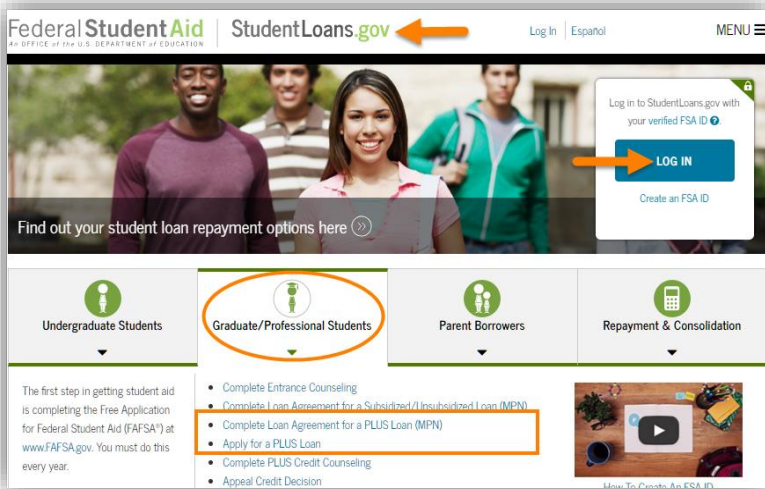 Federal Student Aid
StudentLoans.gov
Log In
Español
MENU
An OFFICE of the U.S. DEPARTMENT of EDUCATION
Log in to StudentLoans.gov with
your verified FSA ID
LOG IN
Create an FSA ID
Find out your student loan repayment options here
Undergraduate Students
Graduate/Professional Students
Parent Borrowers
Repayment & Consolidation
The first step in getting student aid
is completing the Free Application
for Federal Student Aid (FAFSA®) at
www.FAFSA.gov. You must do this
every year.
• Complete Entrance Counseling
• Complete Loan Agreement for a Subsidized/Unsubsidized Loan (MPN)
• Complete Loan Agreement for a PLUS Loan (MPN)
• Apply for a PLUS Loan
• Complete PLUS Credit Counseling
• Appeal Credit Decision
How To Create An FSA ID